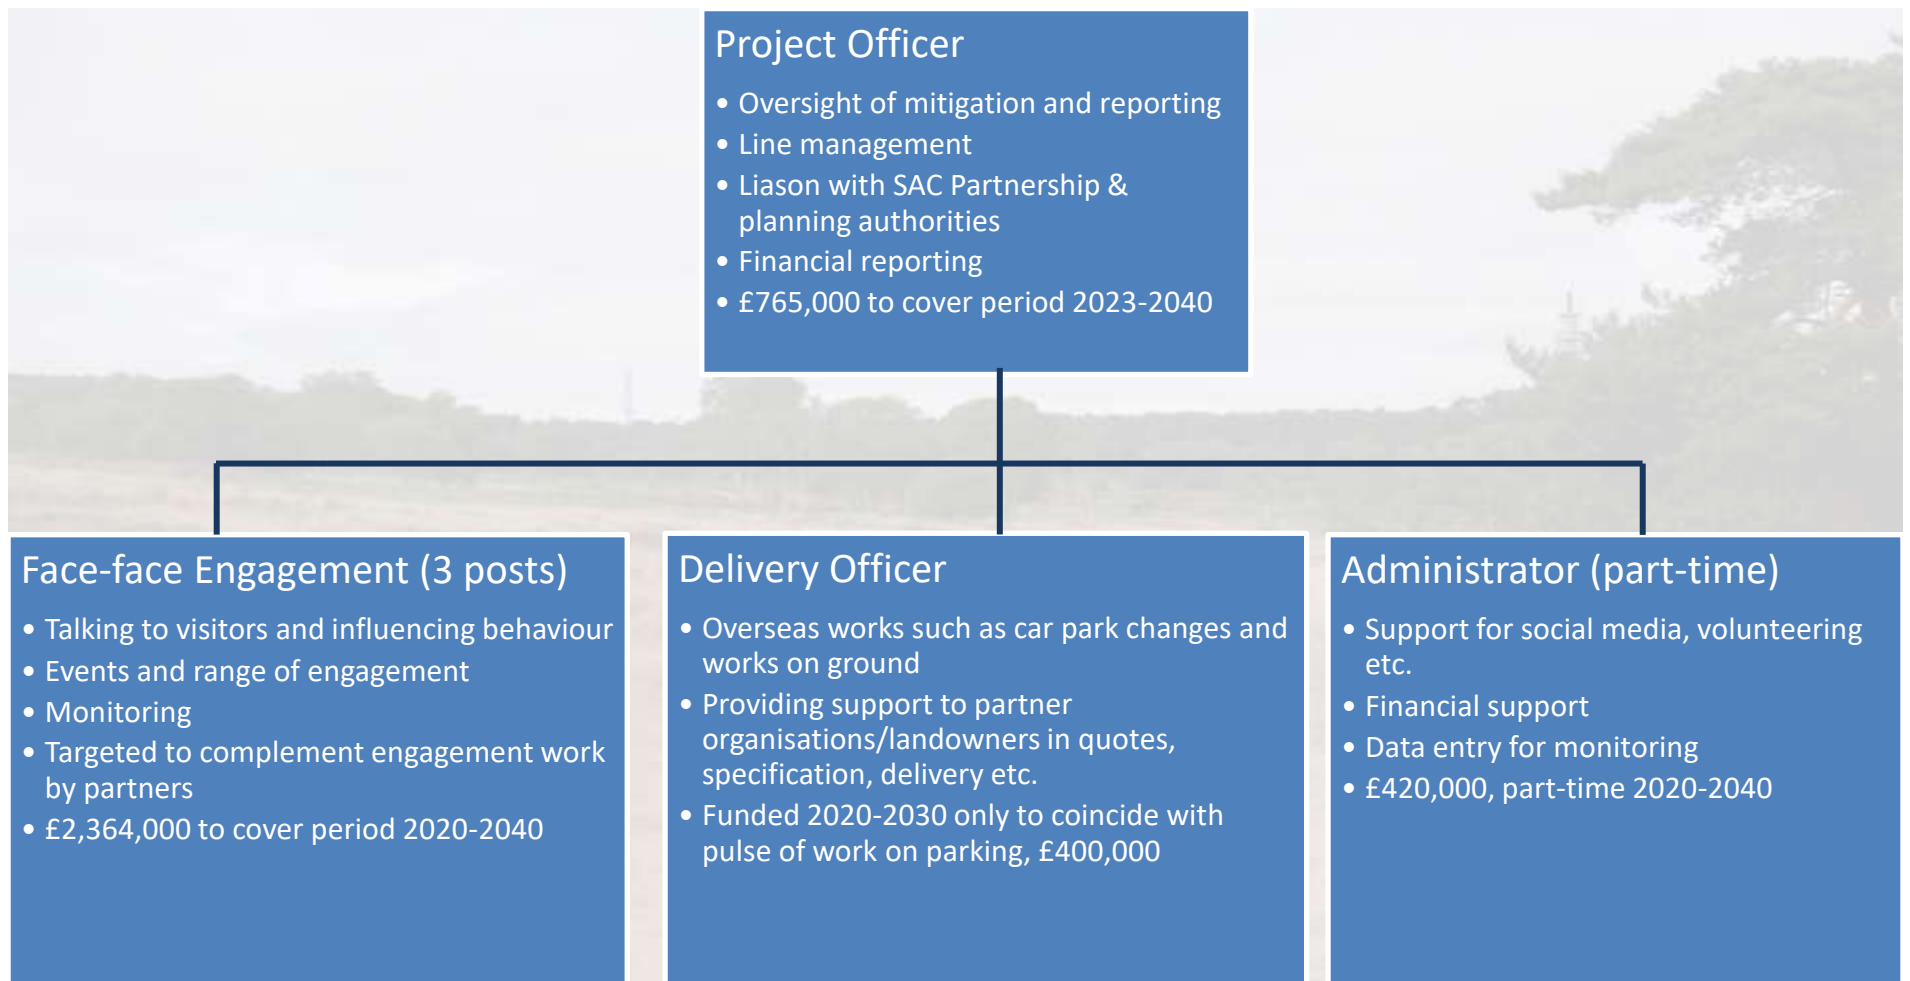 Project Officer
• Oversight of mitigation and reporting
• Line management
• Liason with SAC Partnership &
planning authorities
• Financial reporting
• £765,000 to cover period 2023-2040
Face-face Engagement (3 posts)
• Talking to visitors and influencing behaviour
• Events and range of engagement
• Monitoring
• Targeted to complement engagement work
by partners
• £2,364,000 to cover period 2020-2040
Delivery Officer
• Overseas works such as car park changes and
works on ground
• Providing support to partner
organisations/landowners in quotes,
specification, delivery etc.
• Funded 2020-2030 only to coincide with
pulse of work on parking, £400,000
Administrator (part-time)
• Support for social media, volunteering
etc.
• Financial support
• Data entry for monitoring
• £420,000, part-time 2020-2040